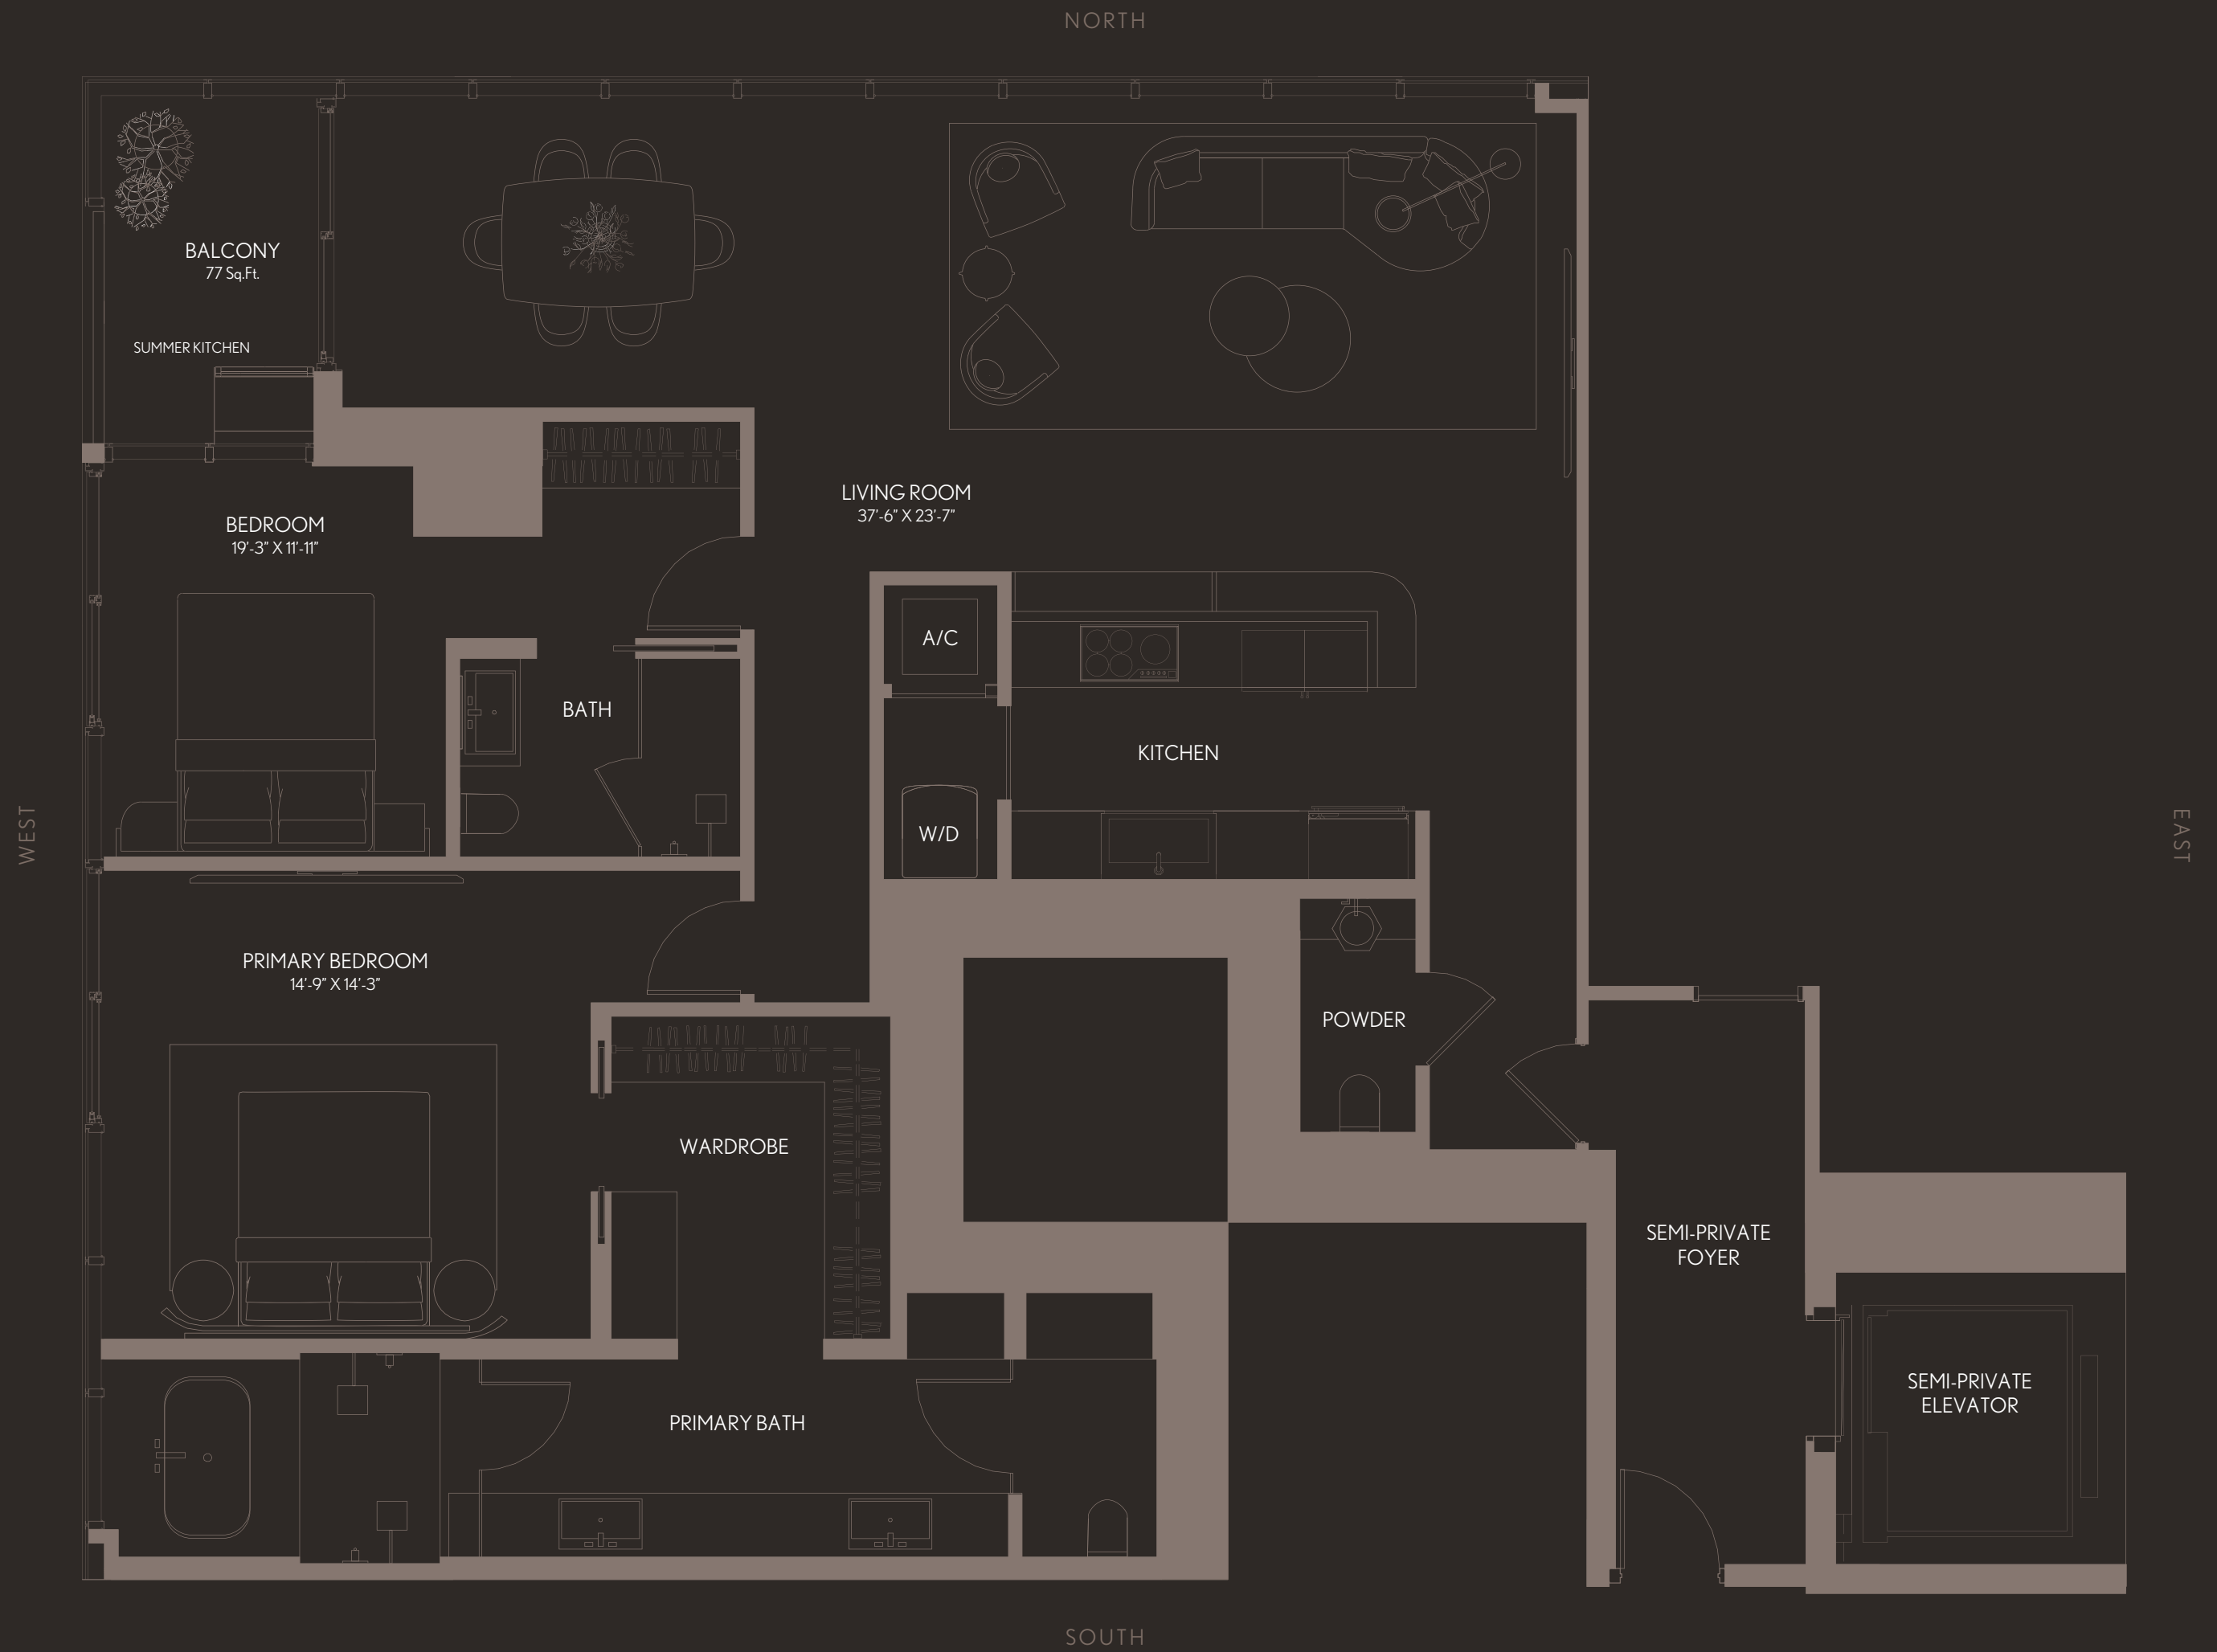 NORTH
BALCONY
77 Sq.Ft.
SUMMER KITCHEN
LIVING ROOM
37'-6" X 23'-7"
BEDROOM
19'-3" X 11'-11"
A/C
BATH
KITCHEN
W/D
WEST
EAST
PRIMARY BEDROOM
14'-9" X 14'-3"
POWDER
WARDROBE
SEMI-PRIVATE
FOYER
SEMI-PRIVATE
ELEVATOR
PRIMARY BATH
SOUTH